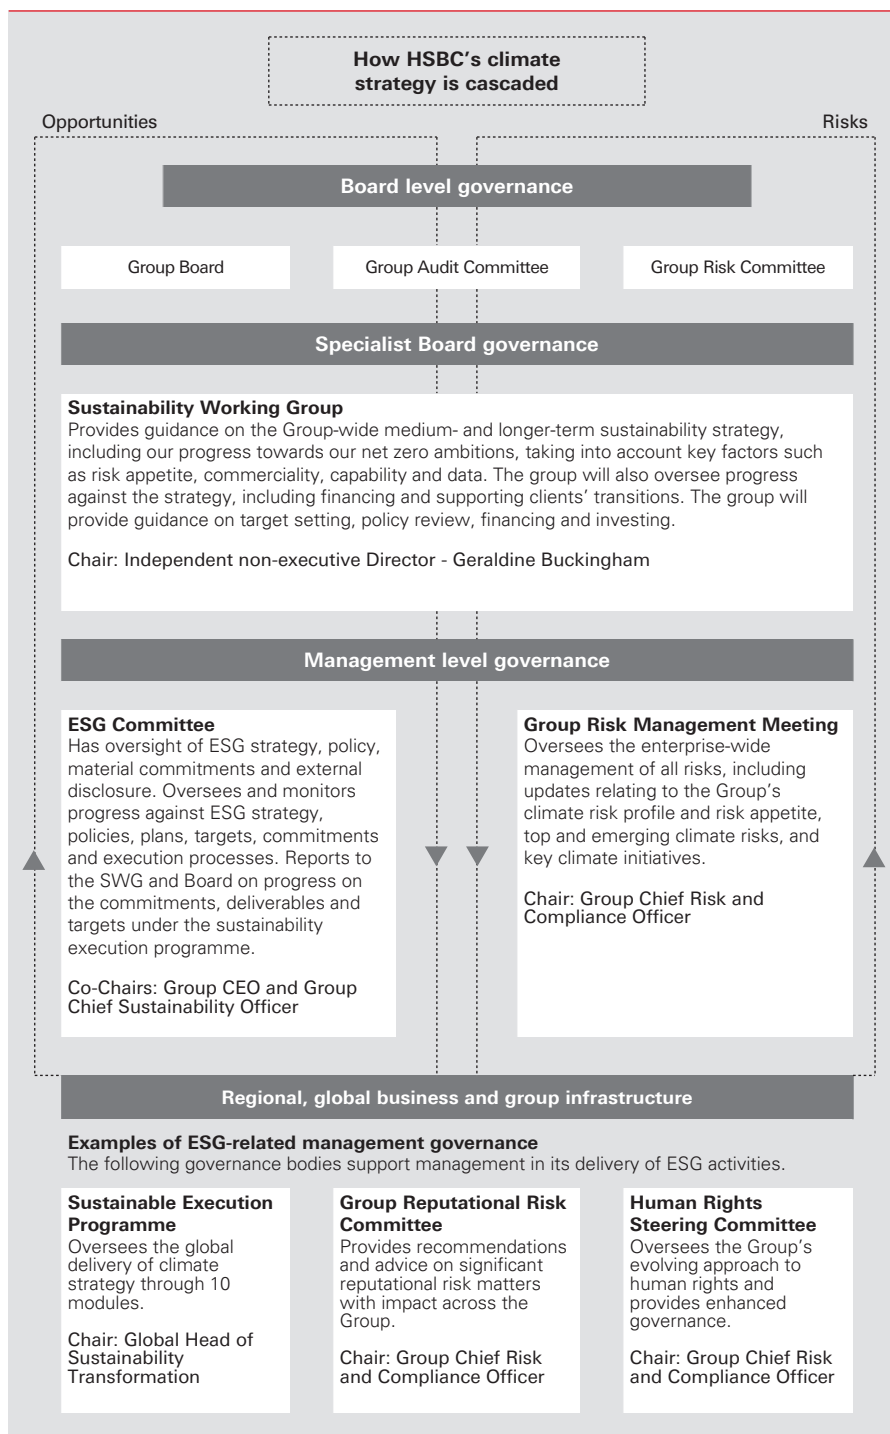 How HSBC's climate
strategy is cascaded
Opportunities
Risks
Board level governance
Group Board
Group Audit Committee
Group Risk Committee
Specialist Board governance
Sustainability Working Group
Provides guidance on the Group-wide medium- and longer-term sustainability strategy,
including our progress towards our net zero ambitions, taking into account key factors such
as risk appetite, commerciality, capability and data. The group will also oversee progress
against the strategy, including financing and supporting clients' transitions. The group will
provide guidance on target setting, policy review, financing and investing.
Chair: Independent non-executive Director - Geraldine Buckingham
Management level governance
ESG Committee
Has oversight of ESG strategy, policy,
material commitments and external
disclosure. Oversees and monitors
progress against ESG strategy,
policies, plans, targets, commitments
and execution processes. Reports to
the SWG and Board on progress on
the commitments, deliverables and
targets under the sustainability
execution programme.
Co-Chairs: Group CEO and Group
Chief Sustainability Officer
Group Risk Management Meeting
Oversees the enterprise-wide
management of all risks, including
updates relating to the Group's
climate risk profile and risk appetite,
top and emerging climate risks, and
key climate initiatives.
Chair: Group Chief Risk and
Compliance Officer
Regional, global business and group infrastructure
Examples of ESG-related management governance
The following governance bodies support management in its delivery of ESG activities.
Sustainable Execution
Programme
Oversees the global
delivery of climate
strategy through 10
modules.
Chair: Global Head of
Sustainability
Transformation
Group Reputational Risk
Committee
Provides recommendations
and advice on significant
reputational risk matters
with impact across the
Group.
Chair: Group Chief Risk
and Compliance Officer
Human Rights
Steering Committee
Oversees the Group's
evolving approach to
human rights and
provides enhanced
governance.
Chair: Group Chief Risk
and Compliance Officer